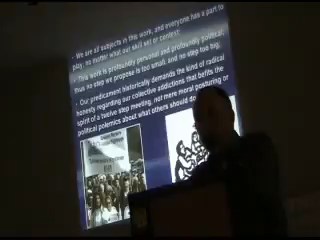 • We are all subjects in this work, and everyone has a part to
play, no matter what our skill set or context!
• This work is profoundly personal and profoundly political;
thus no step we propose is too small, and no step too big;
• Our predicament historically demands the kind of radical
honesty regarding our collective addictions that befits the
spirit of a twelve step meeting, not mere moral posturing or
political polemics about what others should do